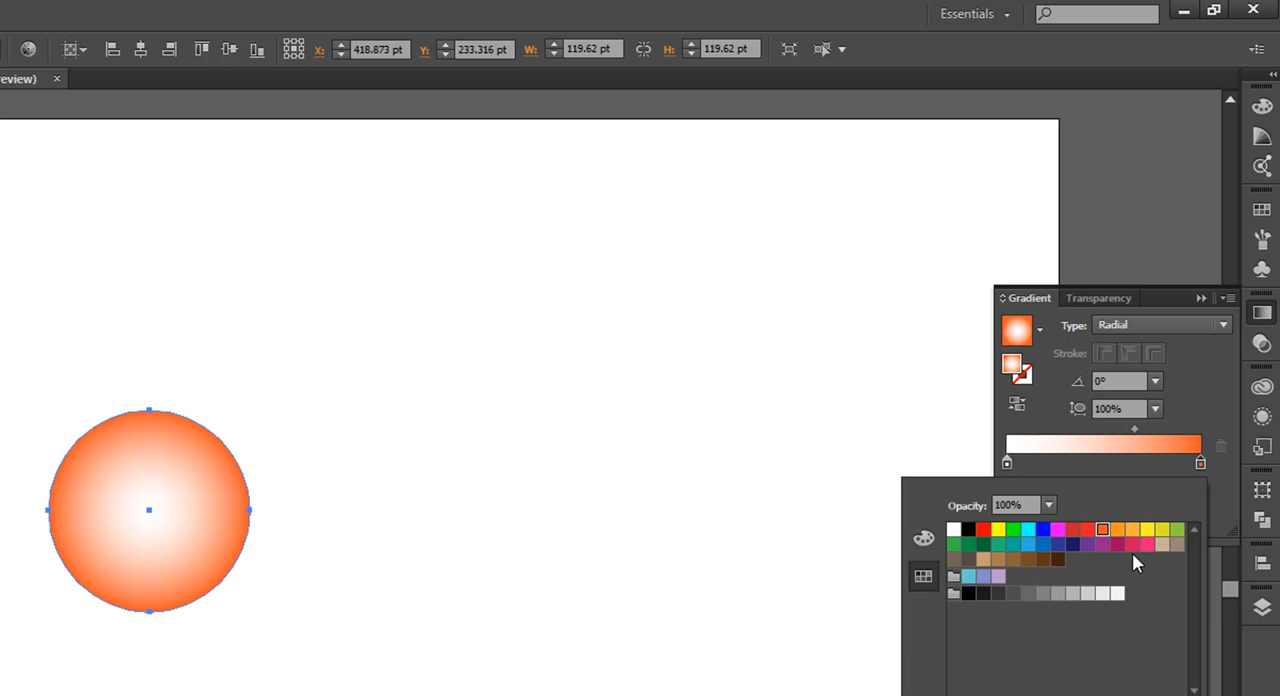 Essentials
X: 418.873 pt Y: 233.316 pt W: 119.62 pt H: 119.62 pt
review) ×
Gradient Transparency
Type: Radial
Stroke:
0°
100%
Opacity: 100%